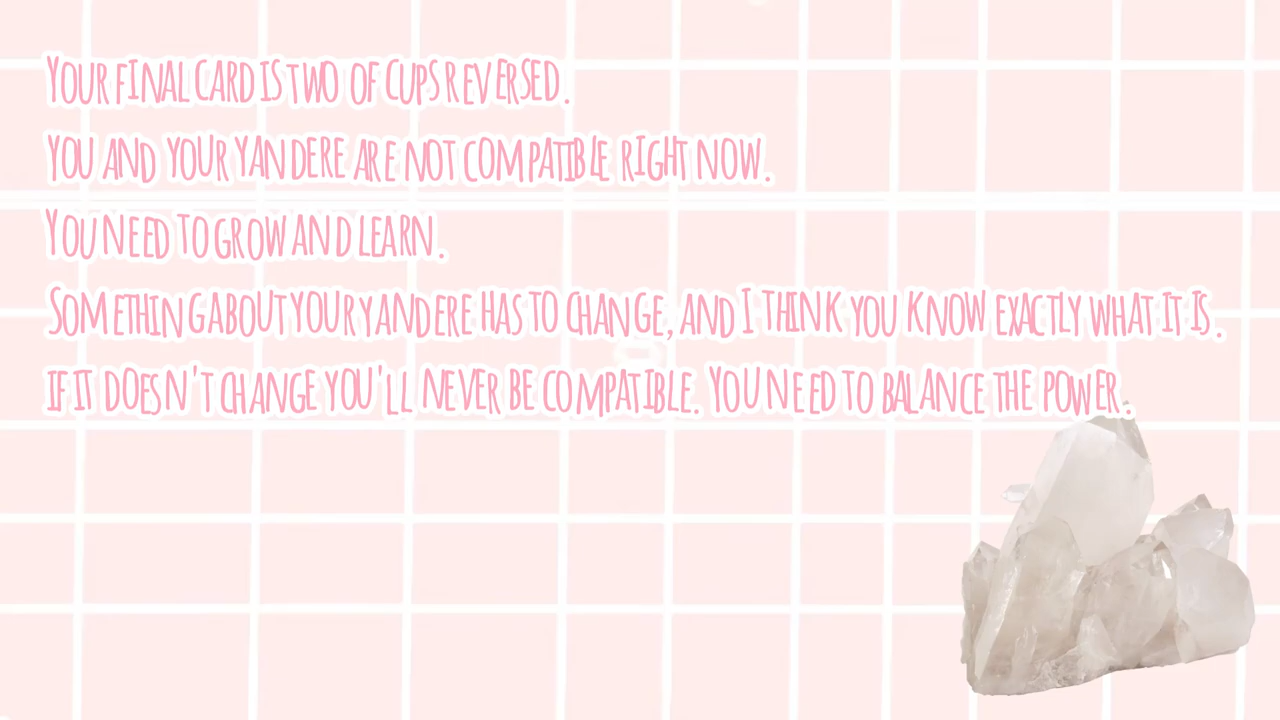 Your final card is two of cups reversed.
You and your yandere are not compatible right now.
You need to grow and learn.
Something about your yandere has to change, and I think you know exactly what it is.
If it doesn't change you'll never be compatible. You need to balance the power.